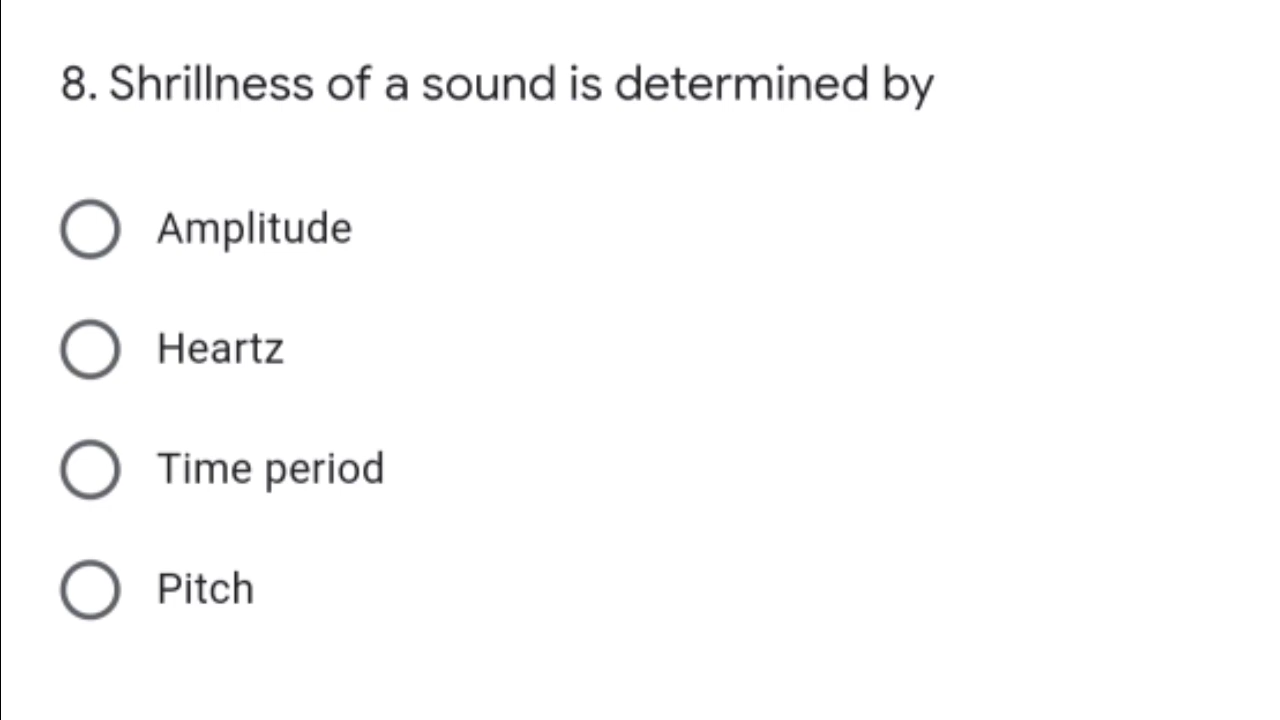 8. Shrillness of a sound is determined by
Amplitude
Heartz
Time period
Pitch